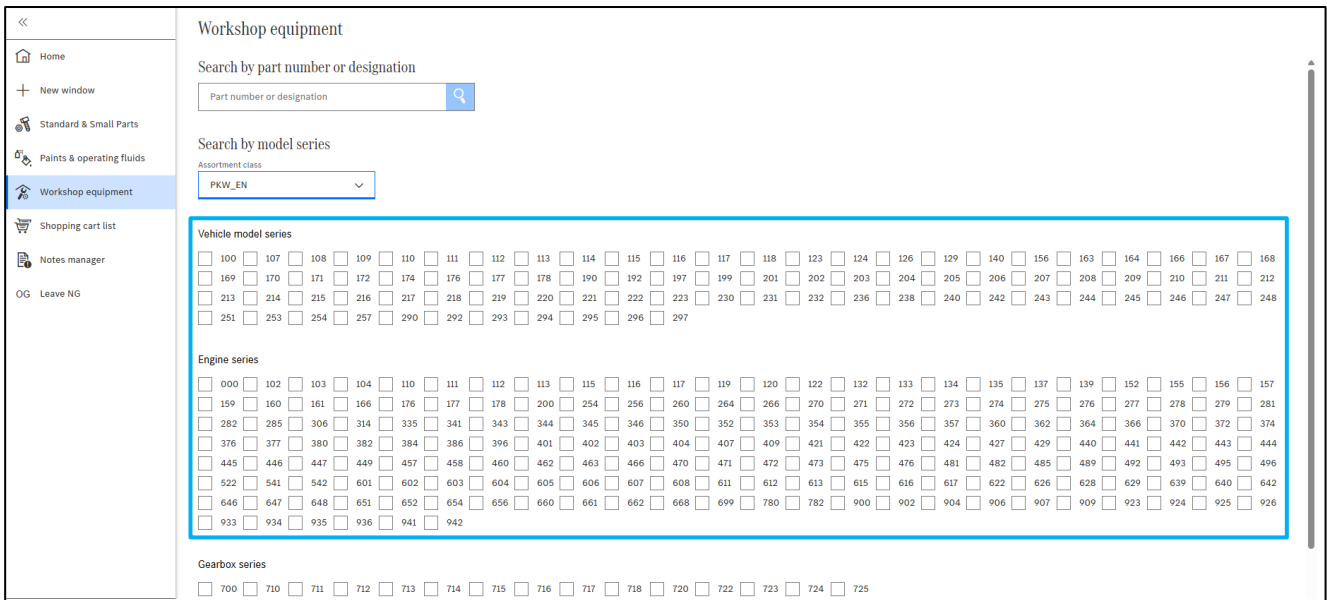 Workshop equipment
Home
New window
Standard & Small Parts
Paints & operating fluids
Workshop equipment
Shopping cart list
Notes manager
OG Leave NG
Search by part number or designation
Part number or designation
Search by model series
Assortment class
PKW_EN
Vehicle model series
100 107 108 109 110 111 112 113 114 115 116 117 118 123 124 126 129 140 156 163 164 166 167 168
169 170 171 172 174 176 177 178 190 192 197 199 201 202 203 204 205 206 207 208 209 210 211 212
213 214 215 216 217 218 219 220 221 222 223 230 231 232 236 238 240 242 243 244 245 246 247 248
251 253 254 257 290 292 293 294 295 296 297
Engine series
000 102 103 104 110 111 112 113 115 116 117 119 120 122 132 133 134 135 137 139 152 155 156 157
159 160 161 166 176 177 178 200 254 256 260 264 266 270 271 272 273 274 275 276 277 278 279 281
282 285 306 314 335 341 343 344 345 346 350 352 353 354 355 356 357 360 362 364 366 370 372 374
376 377 380 382 384 386 396 401 402 403 404 407 409 421 422 423 424 427 429 440 441 442 443 444
445 446 447 449 457 458 460 462 463 466 470 471 472 473 475 476 481 482 485 489 492 493 495 496
522 541 542 601 602 603 604 605 606 607 608 611 612 613 615 616 617 622 626 628 629 639 640 642
646 647 648 651 652 654 656 660 661 662 668 699 780 782 900 902 904 906 907 909 923 924 925 926
933 934 935 936 941 942
Gearbox series
700 710 711 712 713 714 715 716 717 718 720 722 723 724 725